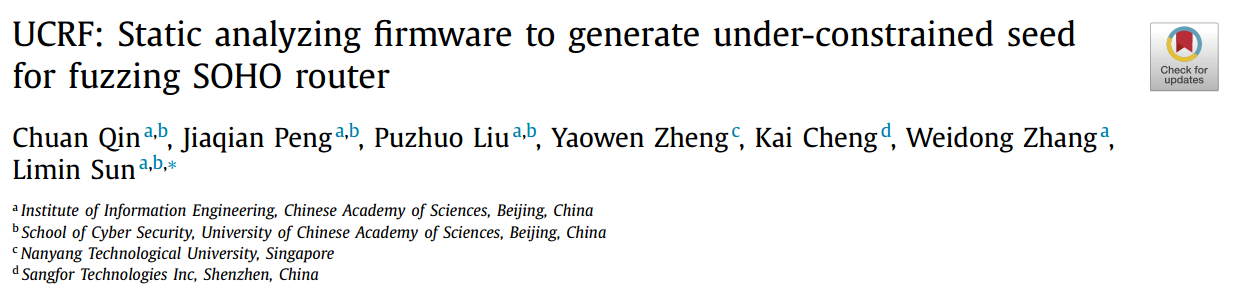 UCRF: Static analyzing firmware to generate under-constrained seed
for fuzzing SOHO router
Check for
updates
Chuan Qin a,b, Jiaqian Peng a,b, Puzhuo Liu a,b, Yaowen Zheng c, Kai Cheng d, Weidong Zhang a,
Limin Sun a,b,*
a Institute of Information Engineering, Chinese Academy of Sciences, Beijing, China
b School of Cyber Security, University of Chinese Academy of Sciences, Beijing, China
c Nanyang Technological University, Singapore
d Sangfor Technologies Inc, Shenzhen, China